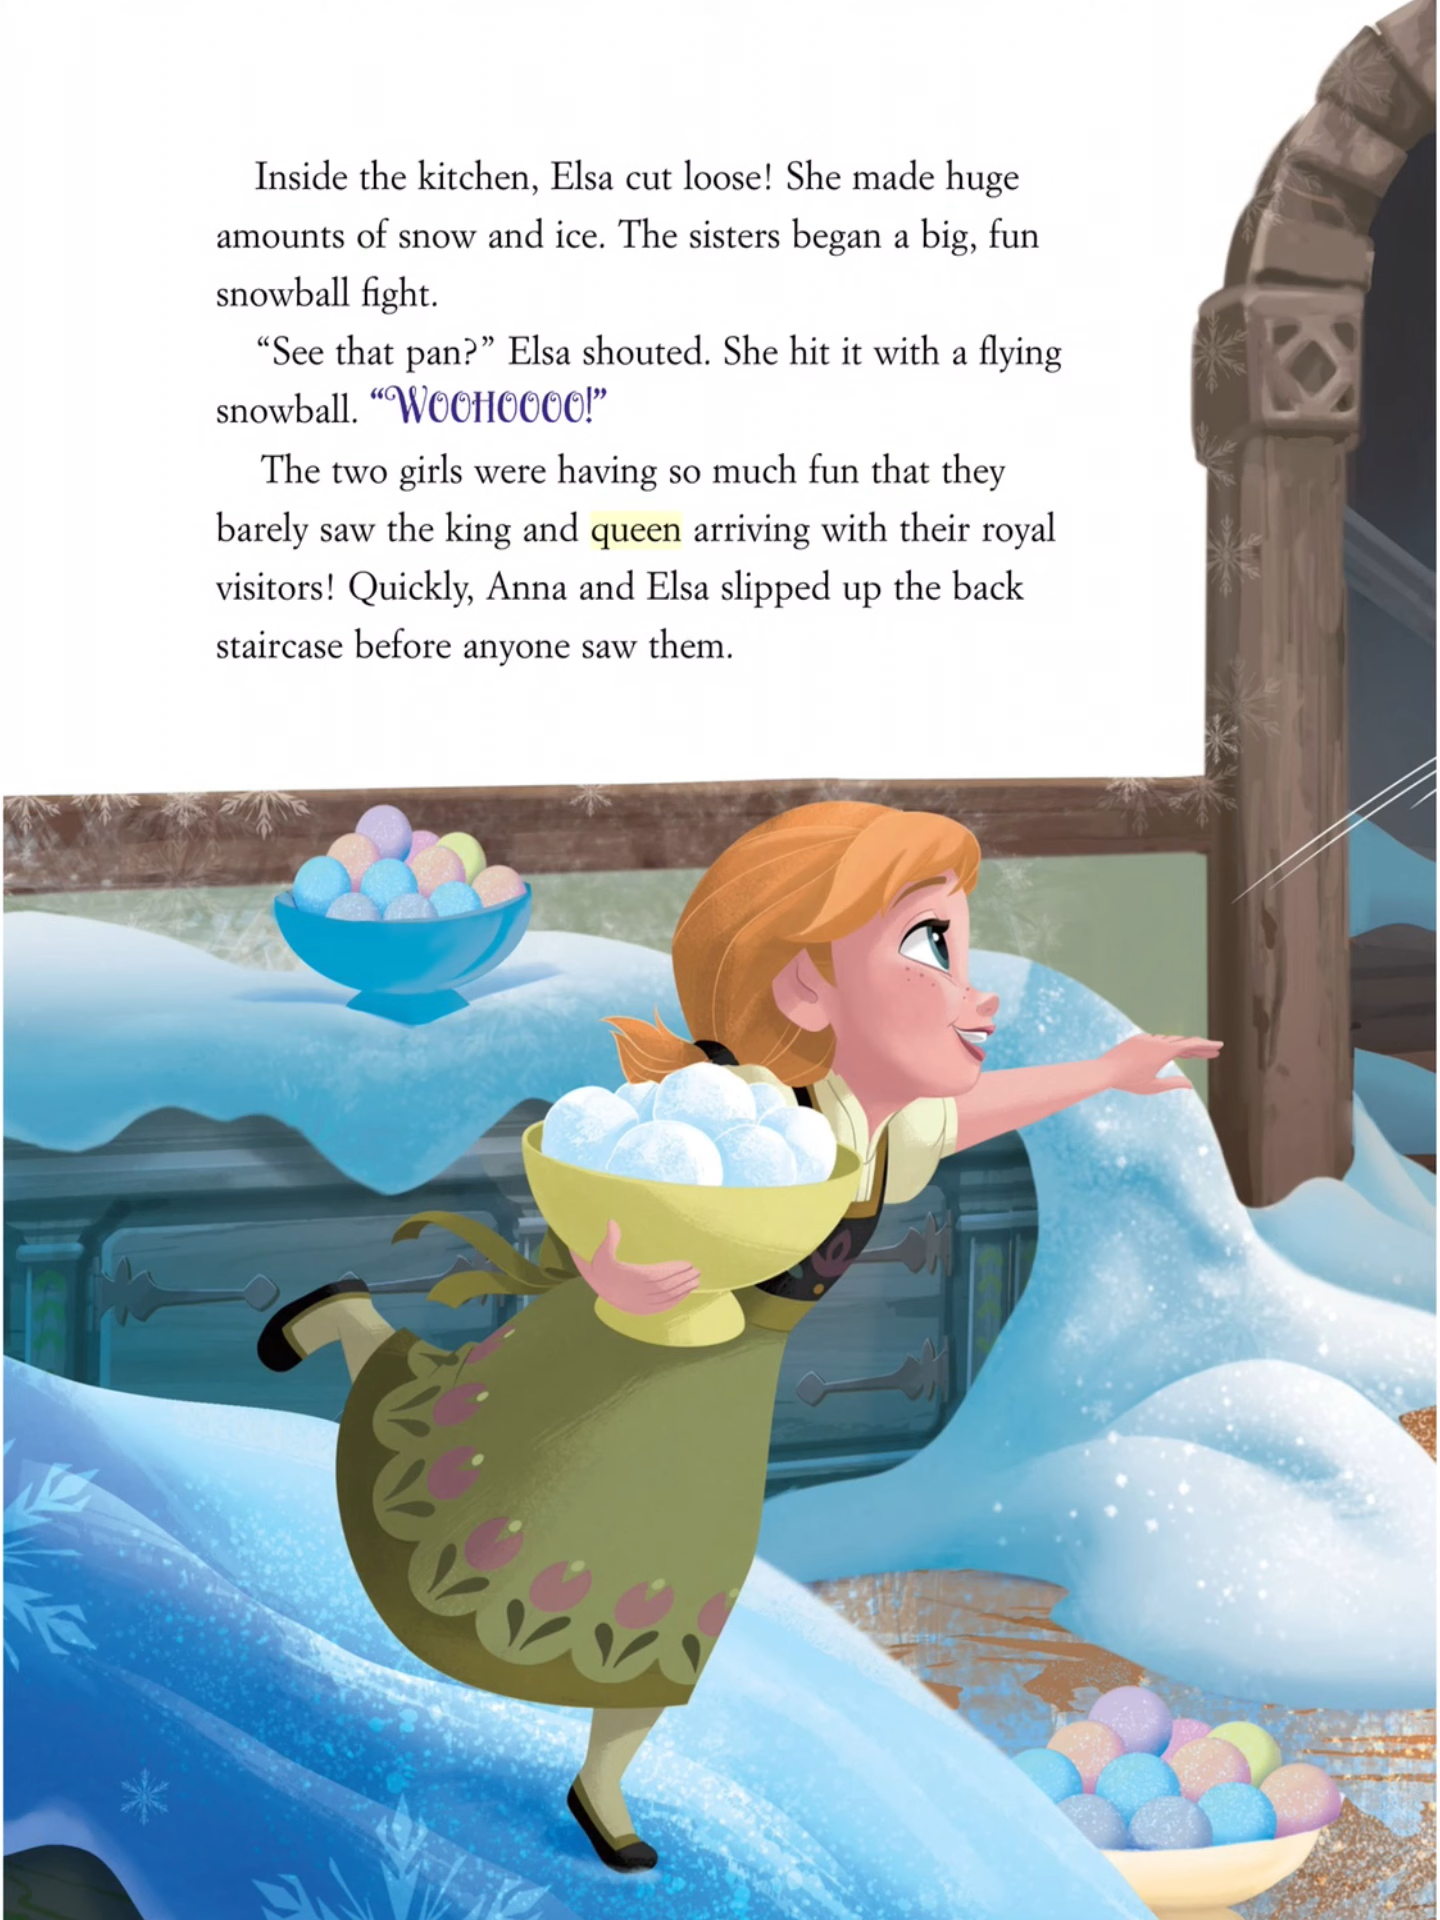 Inside the kitchen, Elsa cut loose! She made huge
amounts of snow and ice. The sisters began a big, fun
snowball fight.
“See that pan?” Elsa shouted. She hit it with a flying
snowball. “WOOHOOOO!”
The two girls were having so much fun that they
barely saw the king and queen arriving with their royal
visitors! Quickly, Anna and Elsa slipped up the back
staircase before anyone saw them.